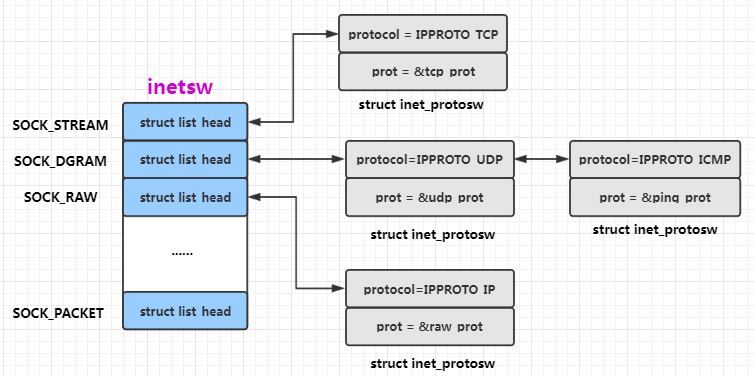 protocol = IPPROTO TCP
prot = &tcp prot
struct inet_protosw
inetsw
SOCK_STREAM
struct list head
SOCK_DGRAM
struct list head
protocol=IPPROTO UDP
protocol=IPPROTO ICMP
SOCK_RAW
struct list head
prot = &udp prot
prot = &ping prot
struct inet_protosw
struct inet_protosw
......
protocol=IPPROTO IP
SOCK_PACKET
struct list head
prot = &raw prot
struct inet_protosw